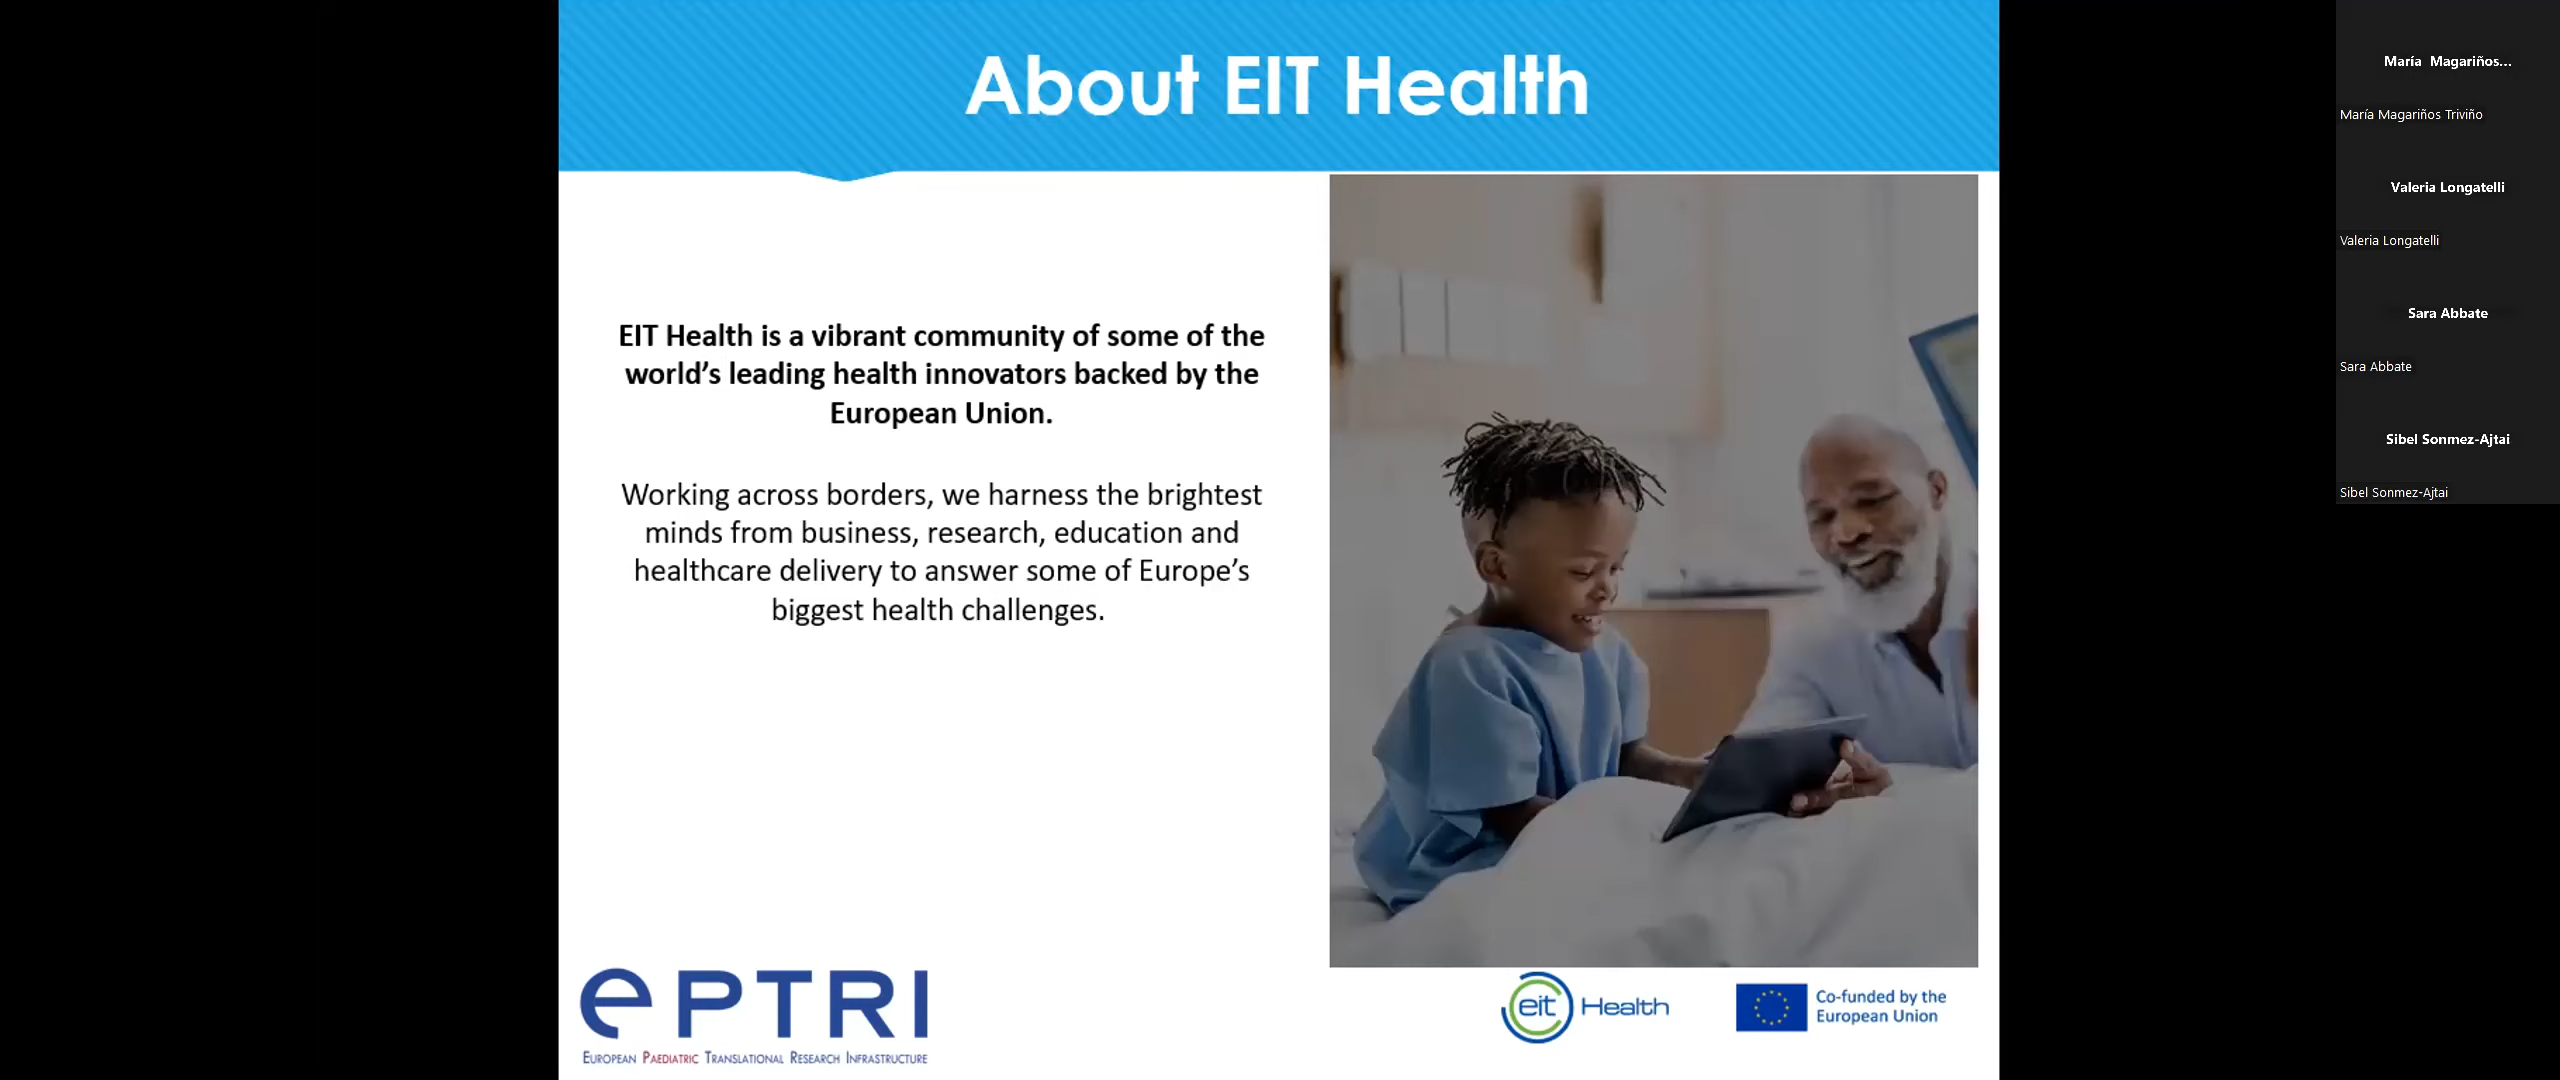 About EIT Health
EIT Health is a vibrant community of some of the
world’s leading health innovators backed by the
European Union.
Working across borders, we harness the brightest
minds from business, research, education and
healthcare delivery to answer some of Europe’s
biggest health challenges.
ePTRI
European Paediatric Translational Research Infrastructure
eit Health
Co-funded by the
European Union
María Magariños...
María Magariños Triviño
Valeria Longatelli
Valeria Longatelli
Sara Abbate
Sara Abbate
Sibel Sonmez-Ajtai
Sibel Sonmez-Ajtai